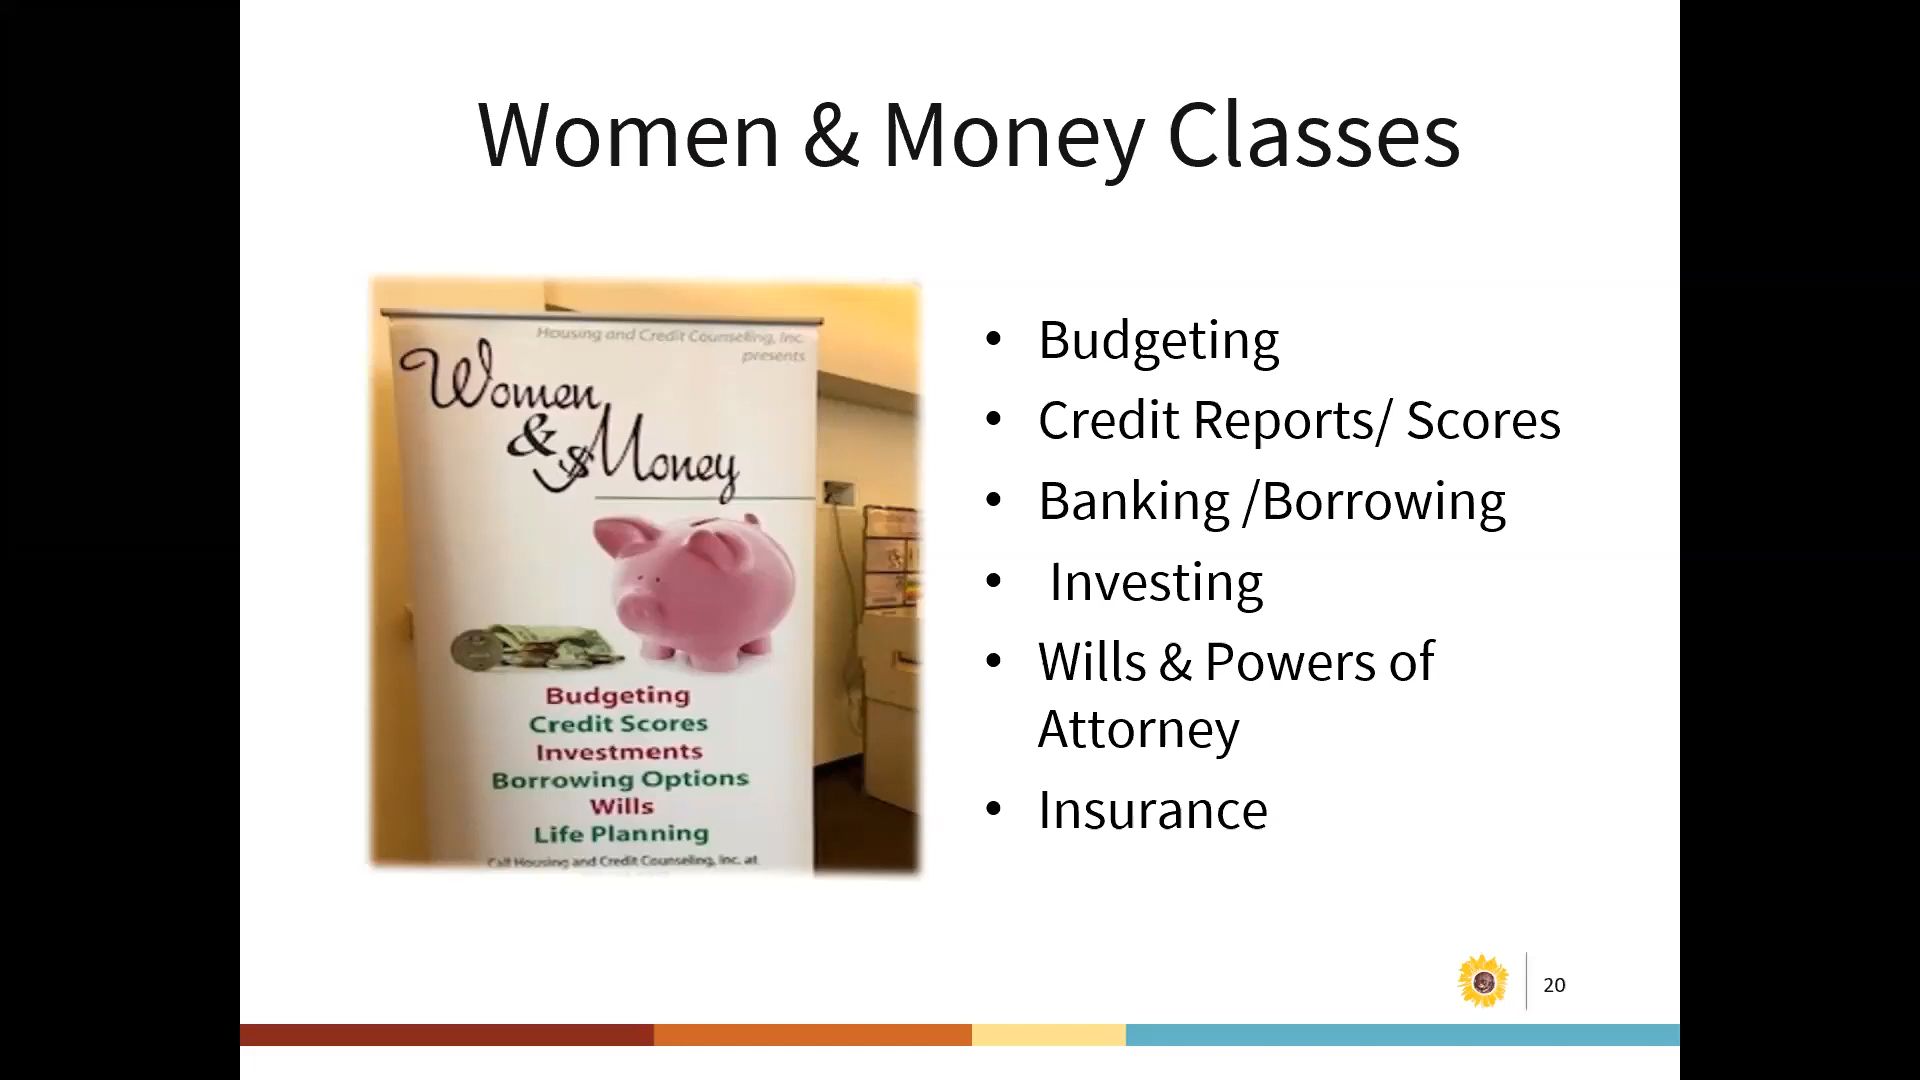 Women & Money Classes
Housing and Credit Counseling, Inc.
presents
Women
& Money
Budgeting
Credit Scores
Investments
Borrowing Options
Wills
Life Planning
Call Housing and Credit Counseling, Inc. at
• Budgeting
• Credit Reports/ Scores
• Banking /Borrowing
• Investing
• Wills & Powers of
Attorney
• Insurance
20